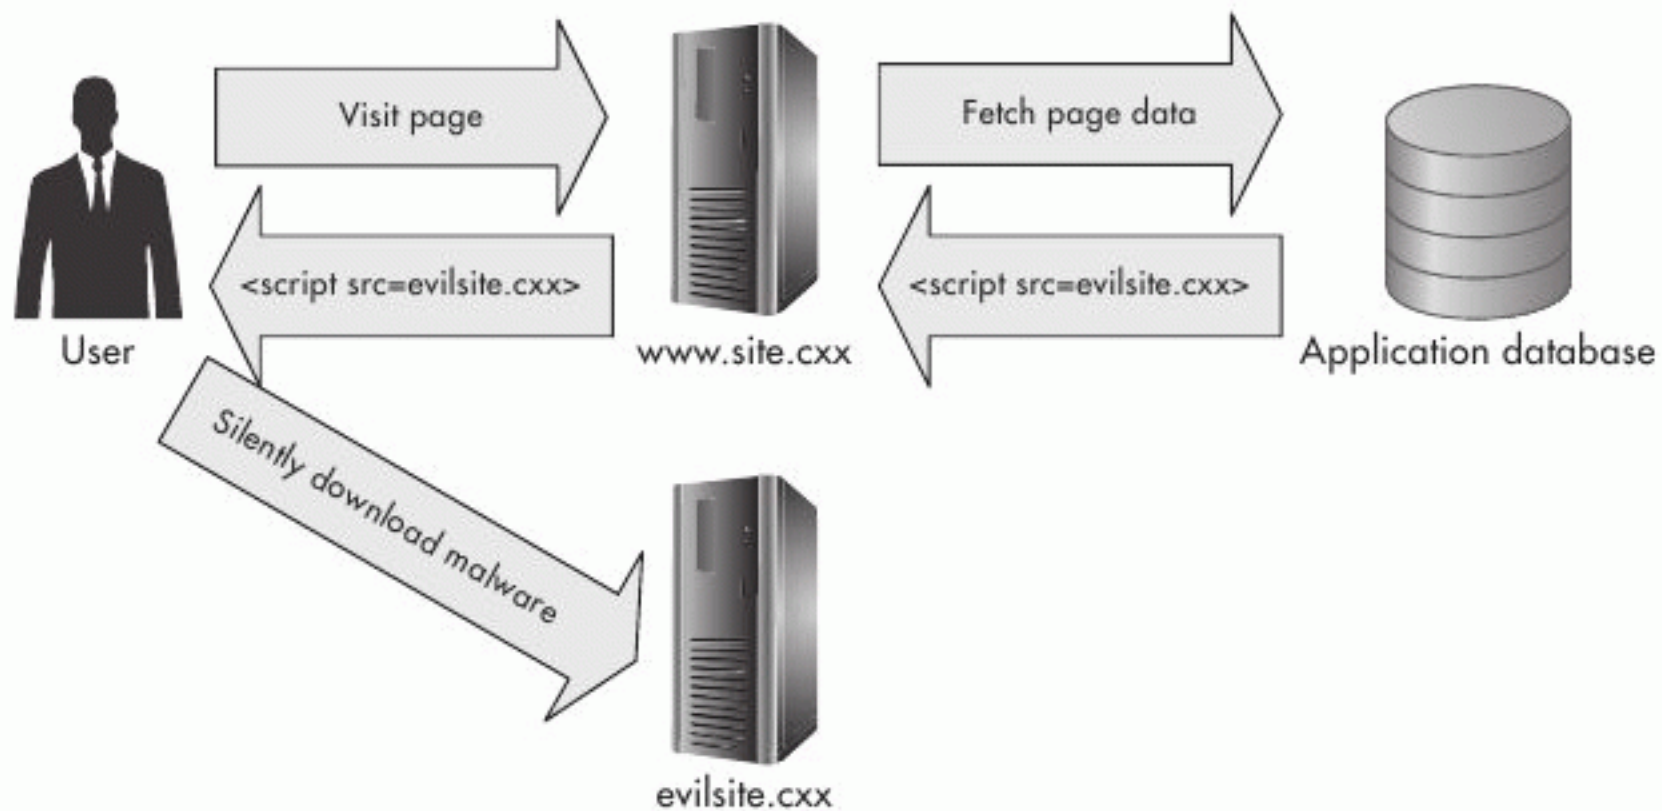 Visit page
Fetch page data
<script src=evilsite.cxx>
<script src=evilsite.cxx>
User
www.site.cxx
Application database
Silently download malware
evilsite.cxx